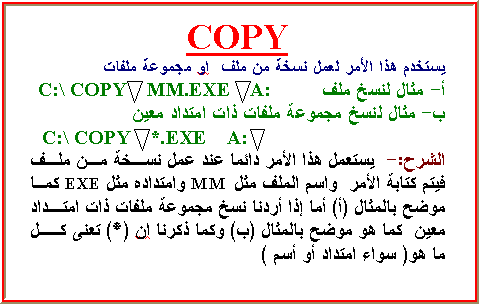 COPY
يستخدم هذا الأمر لعمل نسخة من ملف إو مجموعة ملفات
أ- مثال لنسخ ملف C:\ COPY▽ MM.EXE ▽A:
ب- مثال لنسخ مجموعة ملفات ذات امتداد معين
C:\ COPY ▽*.EXE A:▽
الشرح:- يستعمل هذا الأمر دائما عند عمل نسخة من ملف
فيتم كتابة الأمر واسم الملف مثل MM وامتداده مثل EXE كما
موضح بالمثال (أ) أما إذا أردنا نسخ مجموعة ملفات ذات امتداد
معين كما هو موضح بالمثال (ب) وكما ذكرنا إن (*) تعنى كل
ما هو( سواء امتداد أو أسم )